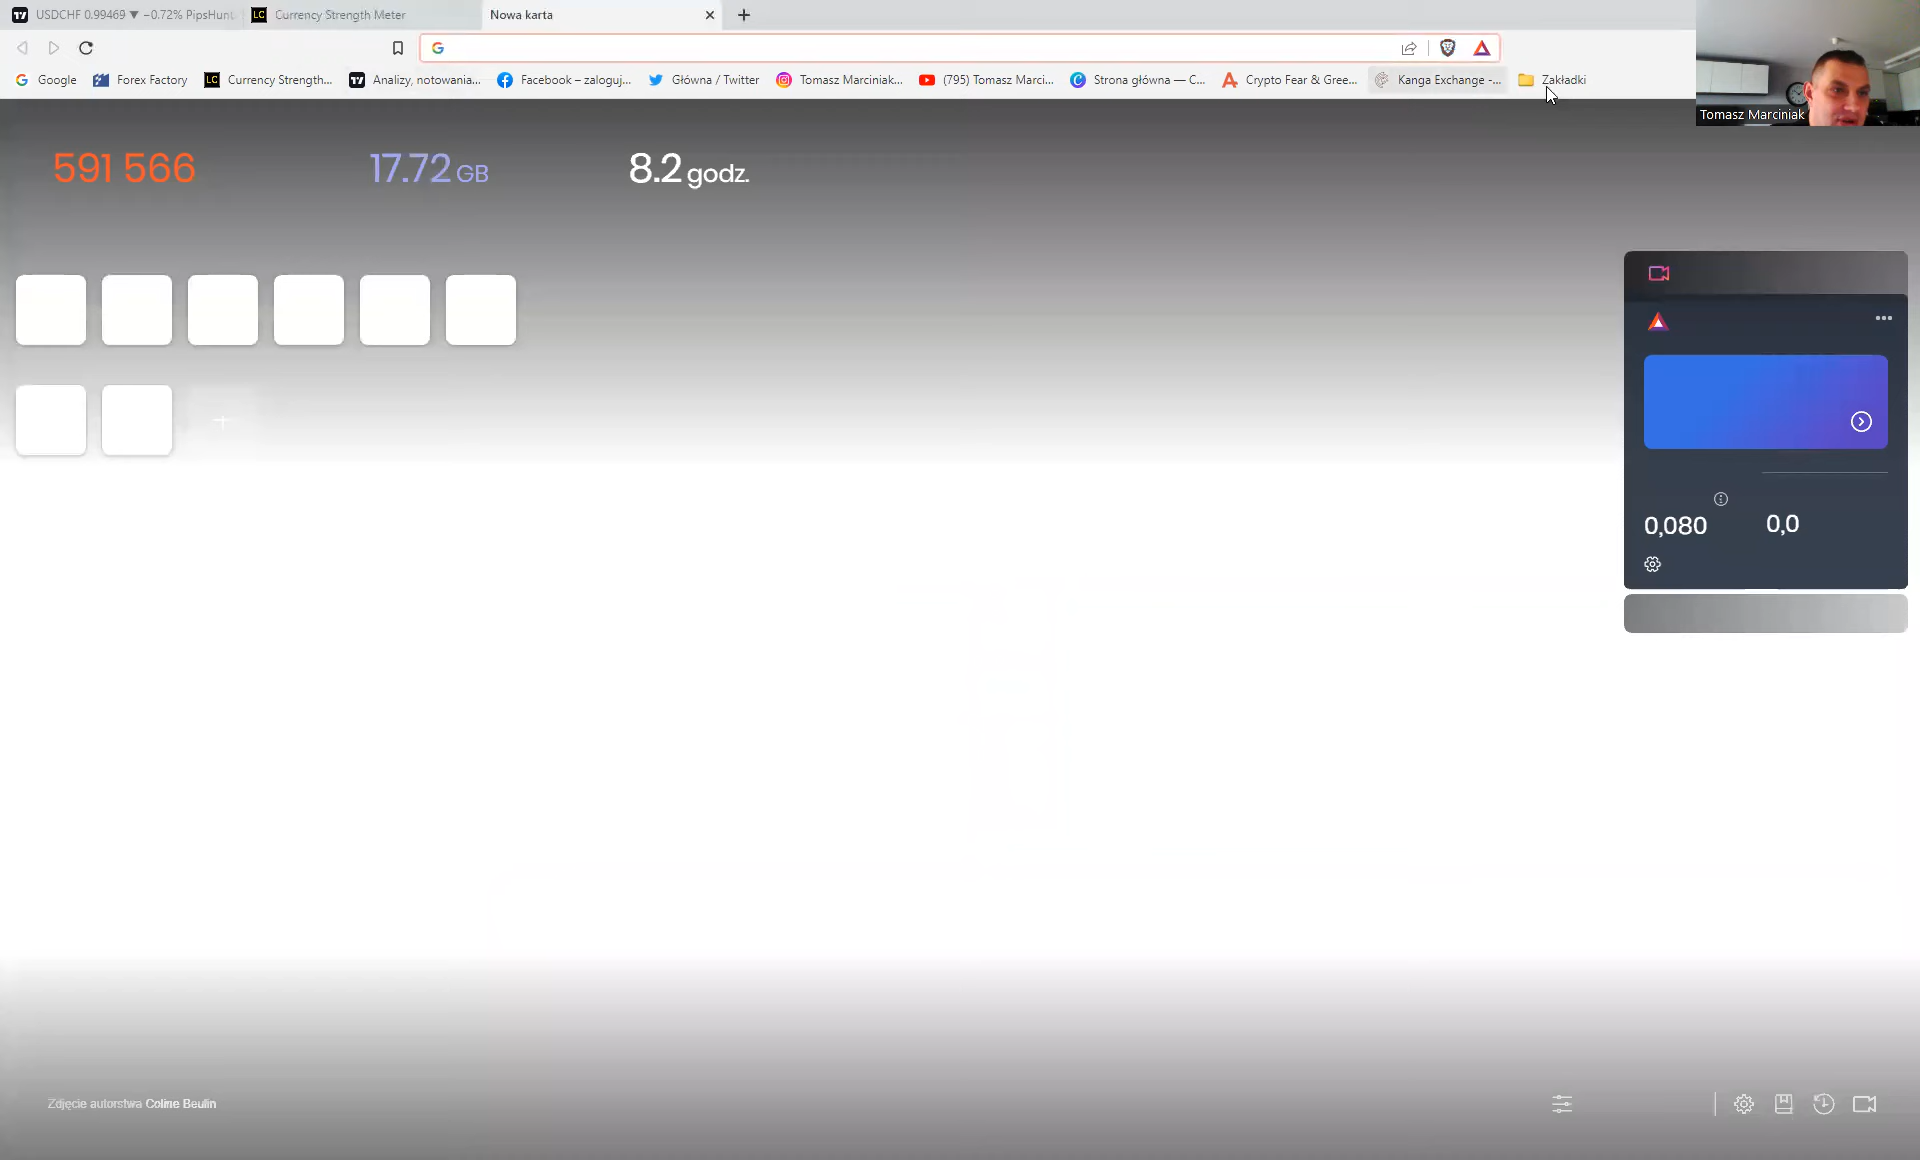 USDCHF 0.99469 ▼ −0.72% PipsHunt
LC Currency Strength Meter
Nowa karta
Google
Forex Factory
LC Currency Strength...
Analizy, notowania...
Facebook – zaloguj...
Główna / Twitter
Tomasz Marciniak...
(795) Tomasz Marci...
Strona główna — C...
Crypto Fear & Gree...
Kanga Exchange -...
Zakładki
Tomasz Marciniak
591 566
17.72 GB
8.2 godz.
0,080
0,0
Zdjęcie autorstwa Coline Beulin